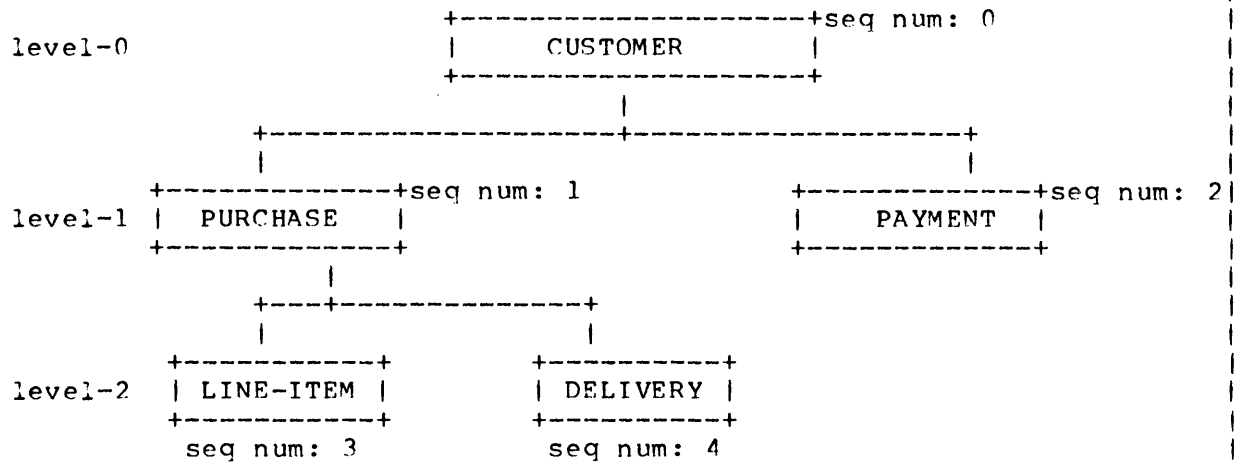 seq num: 0
level-0 CUSTOMER
seq num: 1 seq num: 2
level-1 PURCHASE PAYMENT
level-2 LINE-ITEM DELIVERY
seq num: 3 seq num: 4